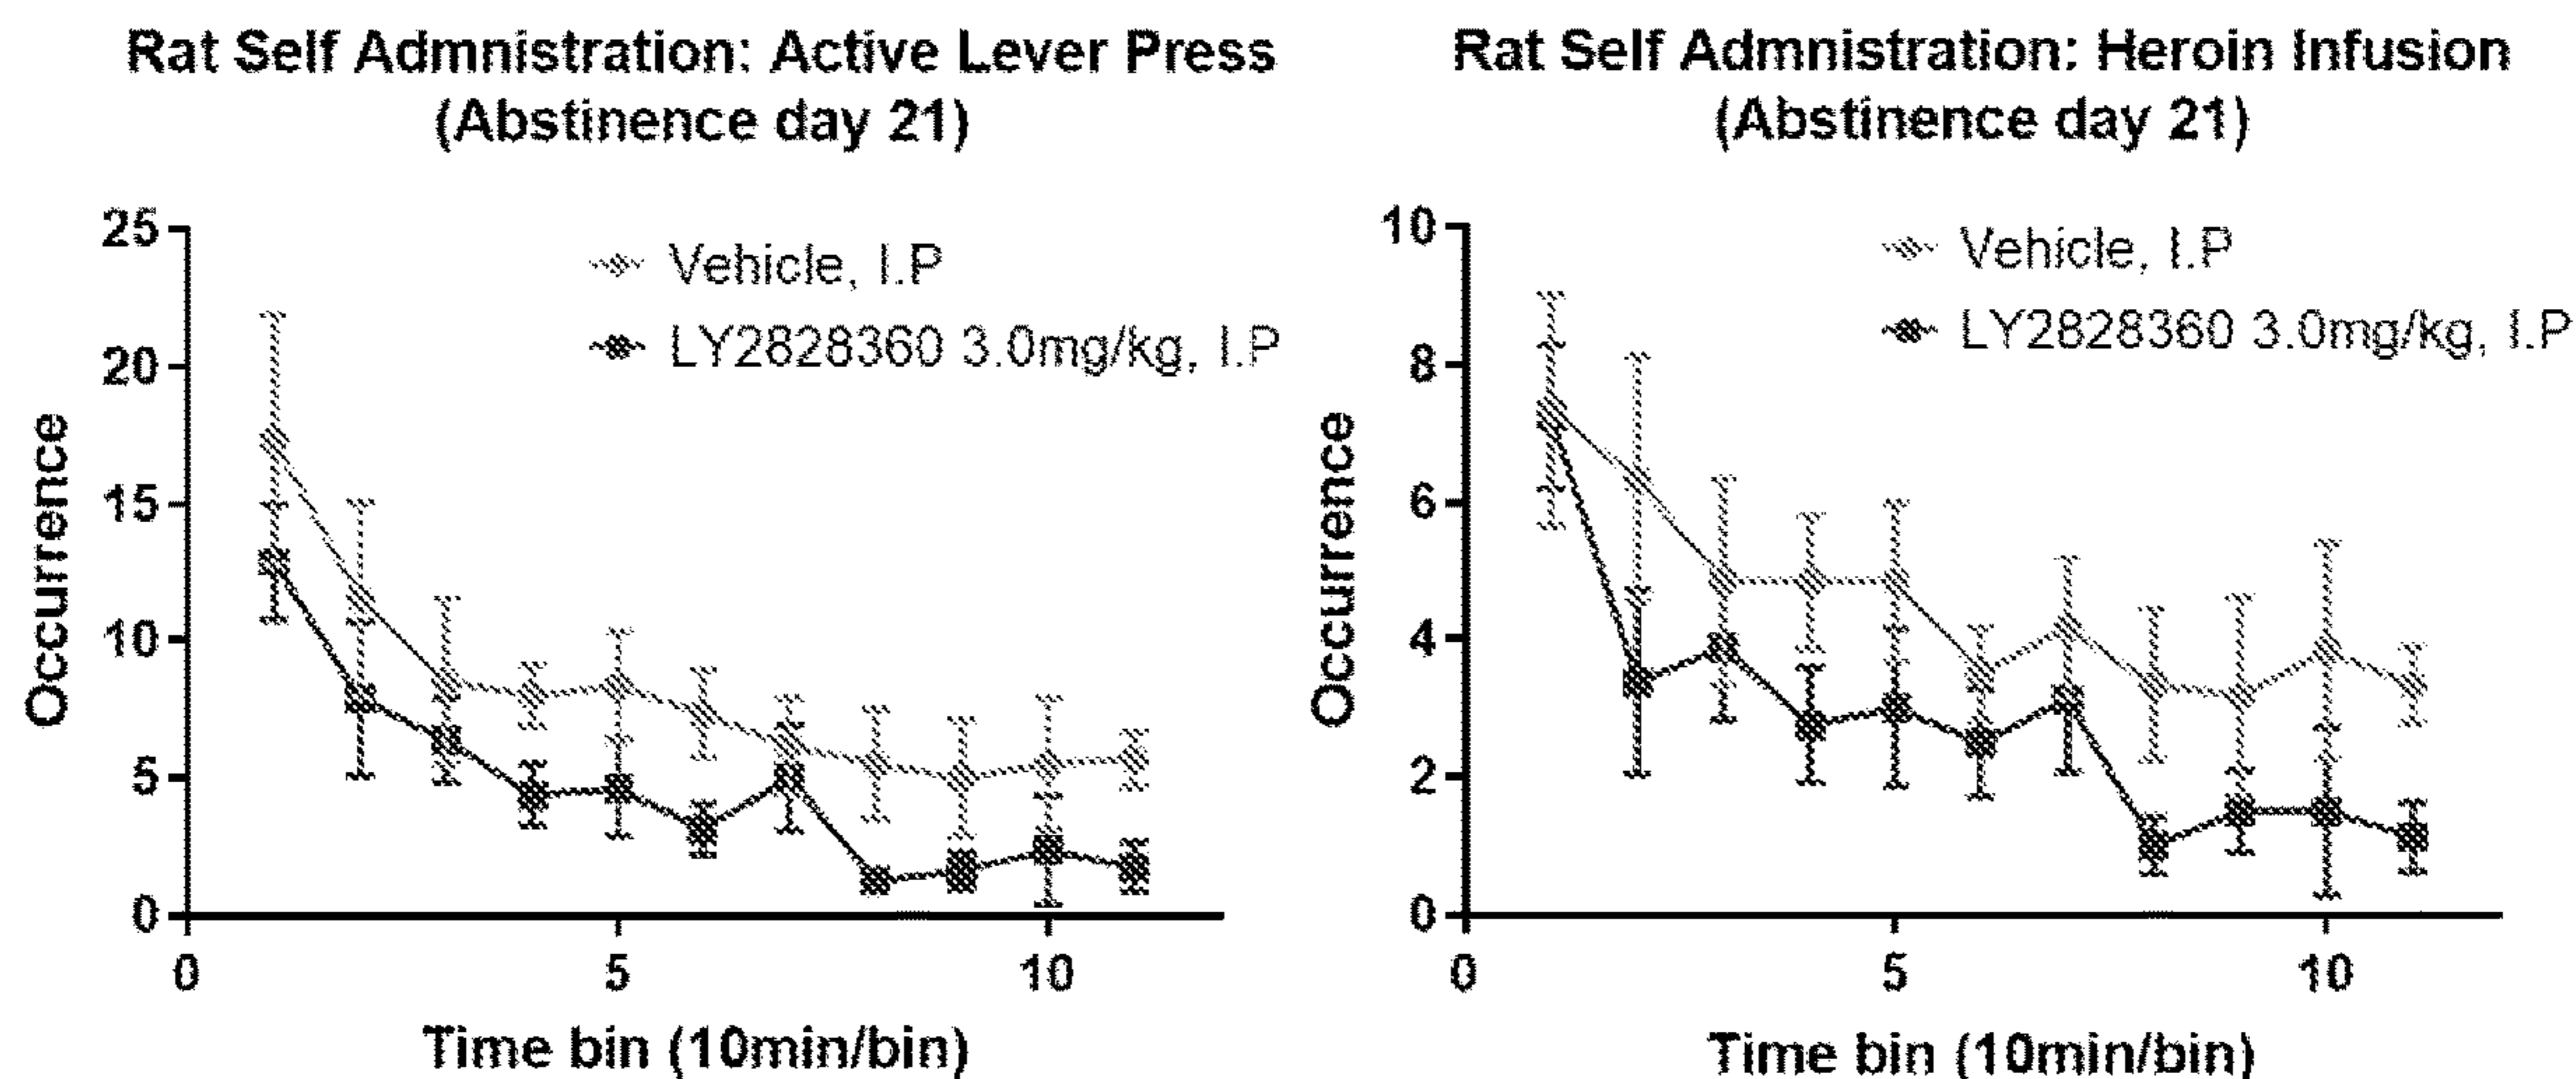 Rat Self Admnistration: Active Lever Press
(Abstinence day 21)
25
20
15
10
5
0
Occurrence
Vehicle, I.P
LY2828360 3.0mg/kg, I.P
0
5
10
Time bin (10min/bin)
Rat Self Admnistration: Heroin Infusion
(Abstinence day 21)
10
8
6
4
2
0
Occurrence
Vehicle, I.P
LY2828360 3.0mg/kg, I.P
0
5
10
Time bin (10min/bin)